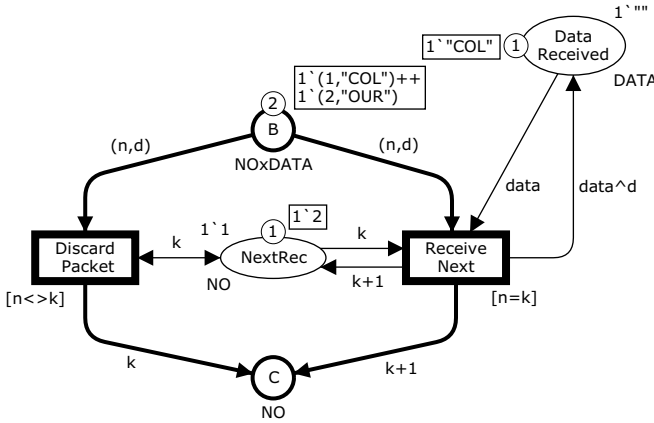 1`""
1`"COL"
1
Data
Received
DATA
2
1`(1,"COL")++
1`(2,"OUR")
B
NOxDATA
(n,d)
(n,d)
data
data^d
Discard
Packet
[n<>k]
k
1`1
1
1`2
NextRec
NO
k
k+1
Receive
Next
[n=k]
k
k+1
C
NO